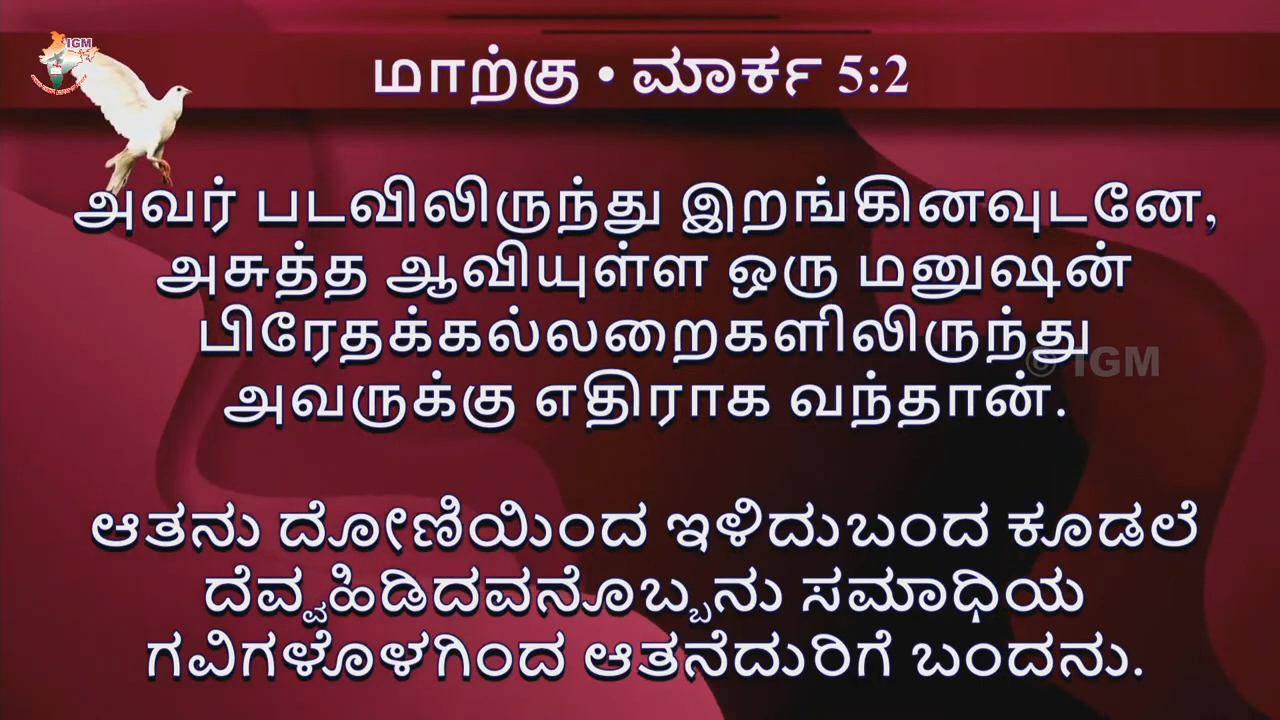 IGM
மாற்கு • ಮಾರ್ಕ 5:2
அவர் படவிலிருந்து இறங்கினவுடனே,
அசுத்த ஆவியுள்ள ஒரு மனுஷன்
பிரேதக்கல்லறைகளிலிருந்து
© IGM
அவருக்கு எதிராக வந்தான்.
ಆತನು ದೋಣಿಯಿಂದ ಇಳಿದುಬಂದ ಕೂಡಲೆ
ದೆವ್ವಹಿಡಿದವನೊಬ್ಬನು ಸಮಾಧಿಯ
ಗವಿಗಳೊಳಗಿಂದ ಆತನೆದುರಿಗೆ ಬಂದನು.